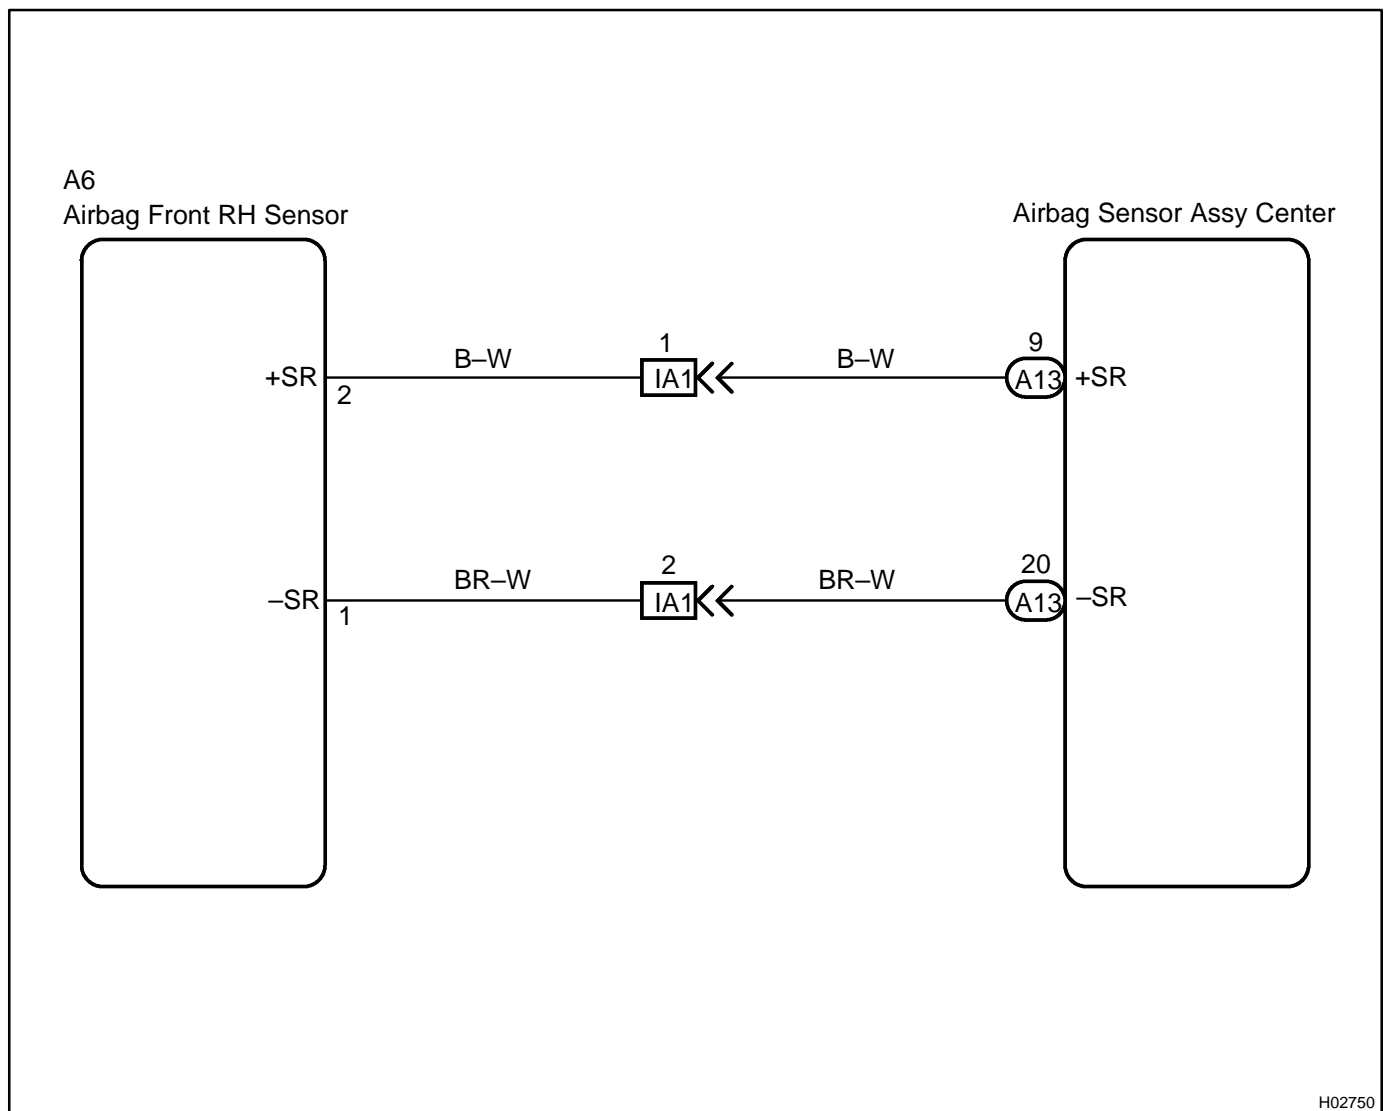 A6
Airbag Front RH Sensor
Airbag Sensor Assy Center
+SR
2
B–W
1
IA1
B–W
9
A13
+SR
–SR
1
BR–W
2
IA1
BR–W
20
A13
–SR
H02750